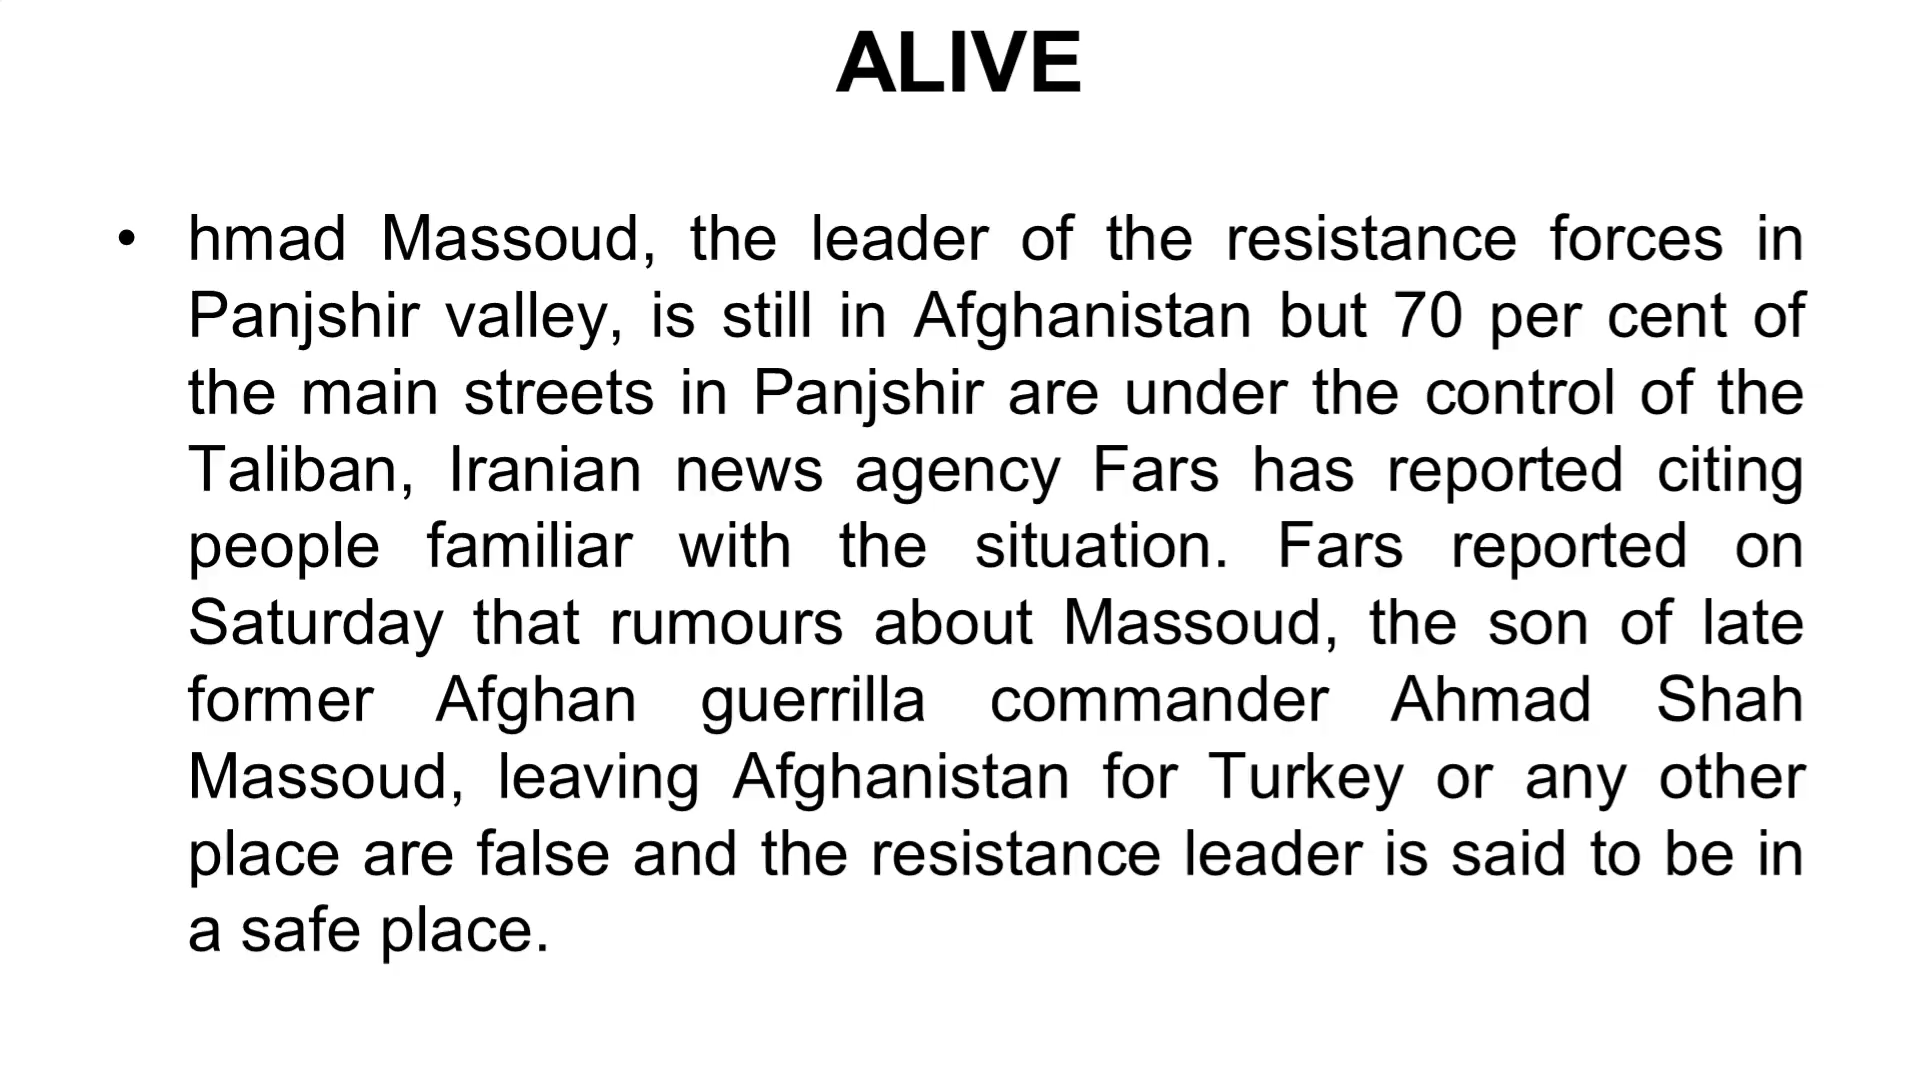 ALIVE
• hmad Massoud, the leader of the resistance forces in
Panjshir valley, is still in Afghanistan but 70 per cent of
the main streets in Panjshir are under the control of the
Taliban, Iranian news agency Fars has reported citing
people familiar with the situation. Fars reported on
Saturday that rumours about Massoud, the son of late
former Afghan guerrilla commander Ahmad Shah
Massoud, leaving Afghanistan for Turkey or any other
place are false and the resistance leader is said to be in
a safe place.